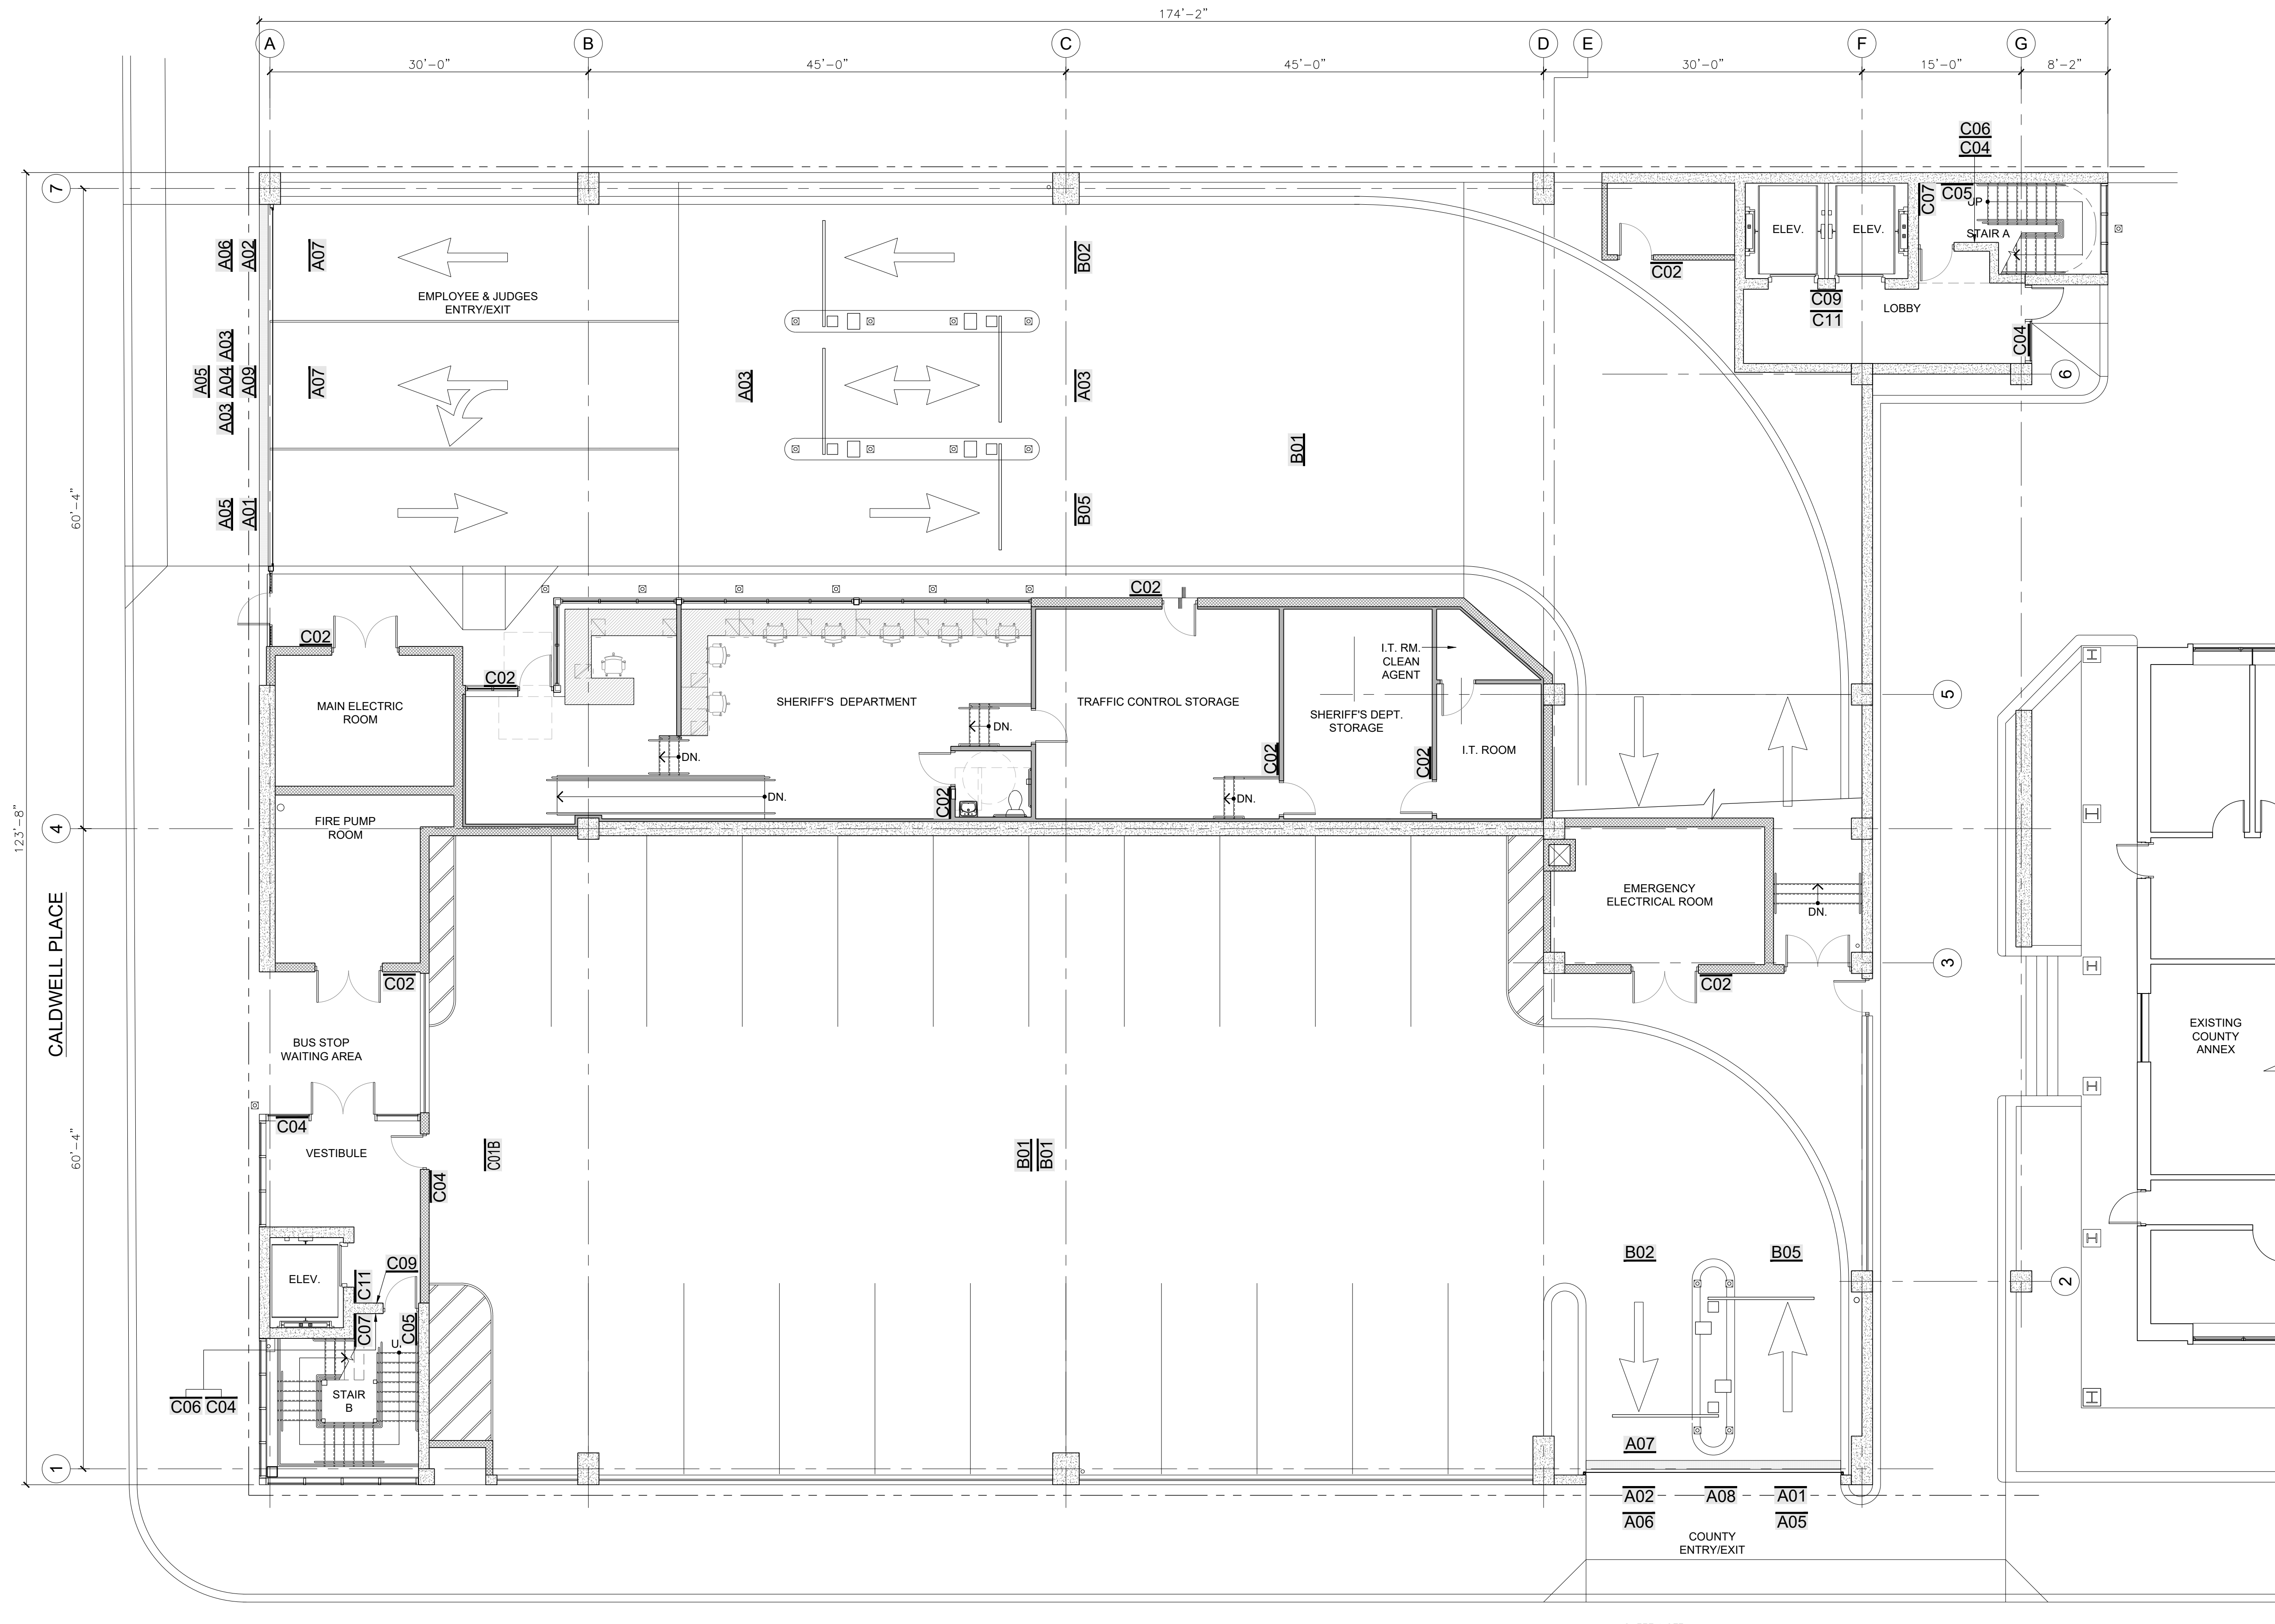 174'-2"
A
B
C
D
E
F
G
30'-0"
45'-0"
45'-0"
30'-0"
15'-0"
8'-2"
C06
C04
7
C07
C05
UP
ELEV.
ELEV.
STAIR A
A06
A02
A07
B02
C02
EMPLOYEE & JUDGES
ENTRY/EXIT
C09
C11
LOBBY
C04
A03
A05
A04
A09
A03
A07
A03
A03
6
B01
A05
A01
B05
60'-4"
C02
C02
C02
I.T. RM.
CLEAN
AGENT
MAIN ELECTRIC
ROOM
SHERIFF'S DEPARTMENT
TRAFFIC CONTROL STORAGE
SHERIFF'S DEPT.
STORAGE
5
DN.
DN.
I.T. ROOM
C02
C02
DN.
DN.
C02
123'-8"
4
FIRE PUMP
ROOM
EMERGENCY
ELECTRICAL ROOM
DN.
CALDWELL PLACE
3
C02
C02
BUS STOP
WAITING AREA
EXISTING
COUNTY
ANNEX
C04
VESTIBULE
C01B
B01
B01
60'-4"
C04
B02
B05
C09
C11
ELEV.
2
C07
C05
STAIR
B
C06
C04
A07
1
A02
A08
A01
A06
A05
COUNTY
ENTRY/EXIT